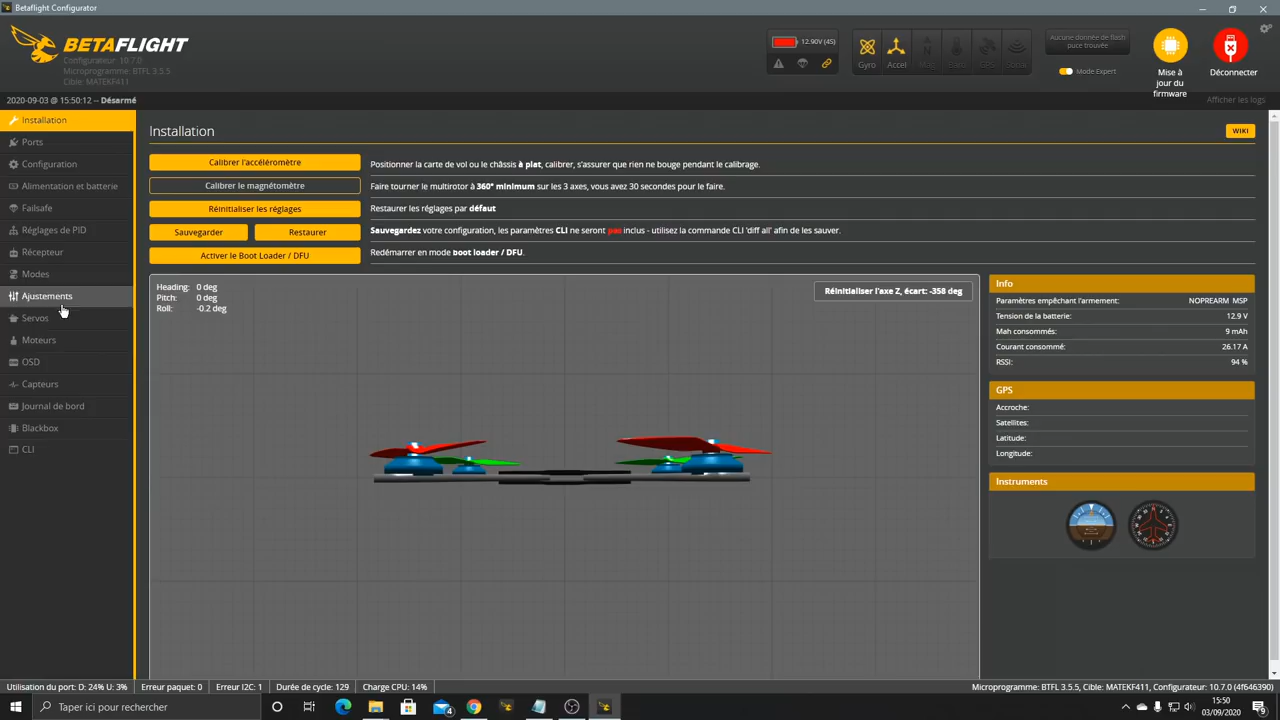 Betaflight Configurator
BETAFLIGHT
Configurateur: 10.7.0
Microprogramme: BTFL 3.5.5
Cible: MATEKF411
12.90V (4S)
Gyro
Accel
Mag
Baro
GPS
Sonar
Aucune donnée de flash
puce trouvée
Mode Expert
Mise à
jour du
firmware
Déconnecter
2020-09-03 @ 15:50:12 -- Désarmé
Afficher les logs
Installation
Ports
Configuration
Alimentation et batterie
Failsafe
Réglages de PID
Récepteur
Modes
Ajustements
Servos
Moteurs
OSD
Capteurs
Journal de bord
Blackbox
CLI
Installation
WIKI
Calibrer l'accéléromètre
Positionner la carte de vol ou le châssis à plat, calibrer, s'assurer que rien ne bouge pendant le calibrage.
Calibrer le magnétomètre
Faire tourner le multirotor à 360° minimum sur les 3 axes, vous avez 30 secondes pour le faire.
Réinitialiser les réglages
Restaurer les réglages par défaut
Sauvegarder
Restaurer
Sauvegardez votre configuration, les paramètres CLI ne seront pas inclus - utilisez la commande CLI 'diff all' afin de les sauver.
Activer le Boot Loader / DFU
Redémarrer en mode boot loader / DFU.
Heading: 0 deg
Pitch: 0 deg
Roll: -0.2 deg
Réinitialiser l'axe Z, écart: -358 deg
Info
Paramètres empêchant l'armement: NOPREARM MSP
Tension de la batterie: 12.9 V
Mah consommés: 9 mAh
Courant consommé: 26.17 A
RSSI: 94 %
GPS
Accroche:
Satellites:
Latitude:
Longitude:
Instruments
Utilisation du port: D: 24% U: 3%
Erreur paquet: 0
Erreur I2C: 1
Durée de cycle: 129
Charge CPU: 14%
Microprogramme: BTFL 3.5.5, Cible: MATEKF411, Configurateur: 10.7.0 (4f646390)
Taper ici pour rechercher
4
15:50
03/09/2020